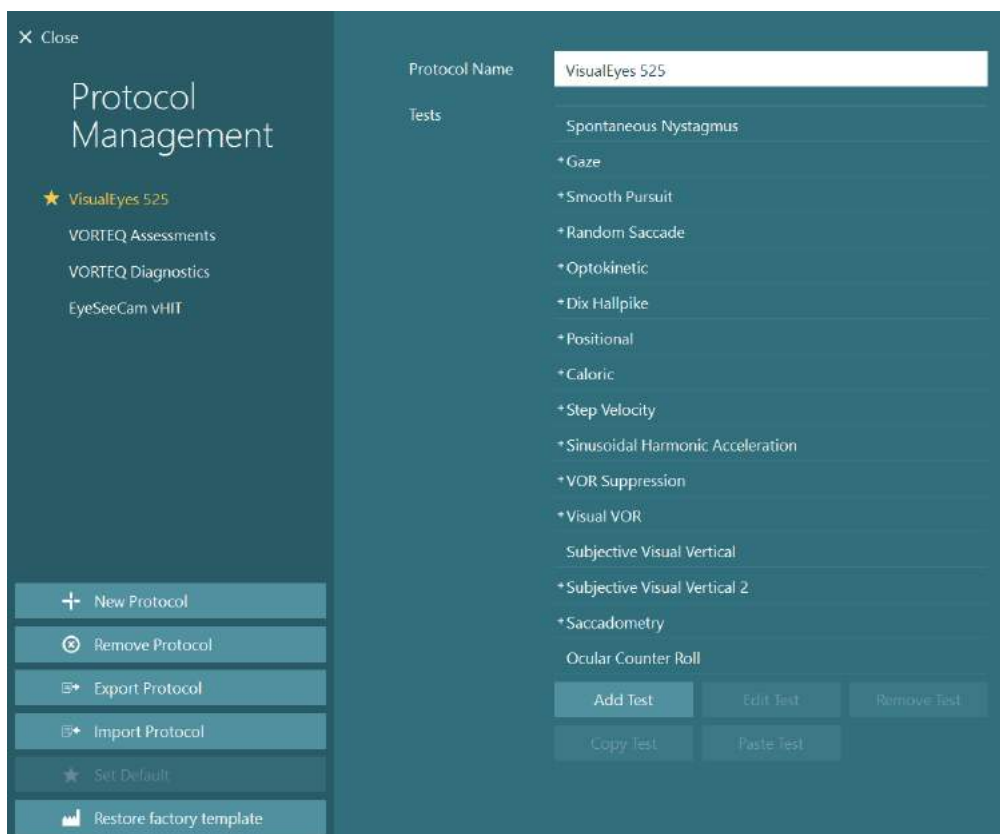 Close
Protocol
Management
VisualEyes 525
VORTEQ Assessments
VORTEQ Diagnostics
EyeSeeCam vHIT
New Protocol
Remove Protocol
Export Protocol
Import Protocol
Set Default
Restore factory template
Protocol Name
VisualEyes 525
Tests
Spontaneous Nystagmus
+Gaze
+Smooth Pursuit
+Random Saccade
+Optokinetic
+Dix Hallpike
+Positional
+Caloric
+Step Velocity
+Sinusoidal Harmonic Acceleration
+VOR Suppression
+Visual VOR
Subjective Visual Vertical
+Subjective Visual Vertical 2
+Saccadometry
Ocular Counter Roll
Add Test
Edit Test
Remove Test
Copy Test
Paste Test